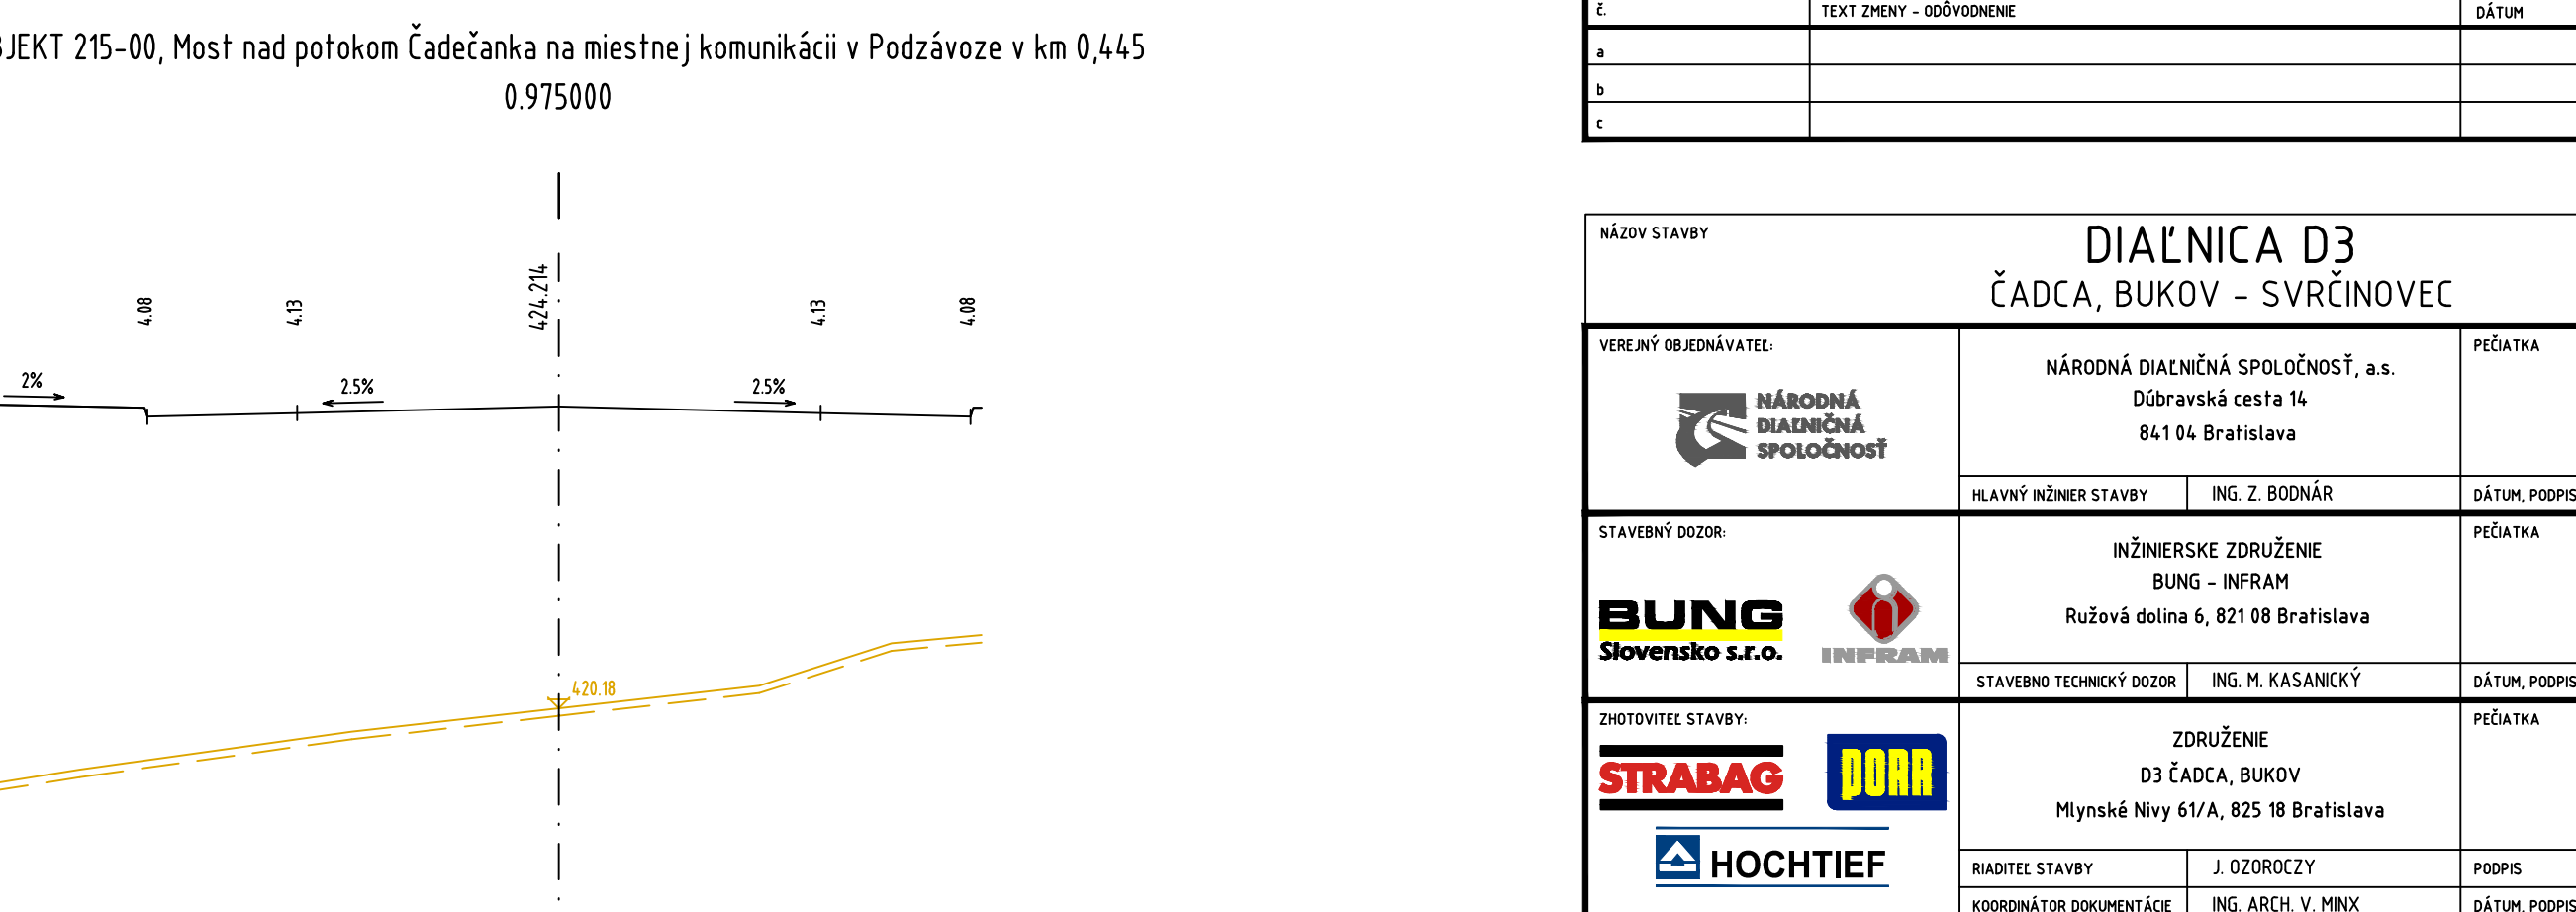 BJEKT 215-00, Most nad potokom Čadečanka na miestnej komunikácii v Podzávoze v km 0,445
0.975000
4.08
4.13
424.214
4.13
4.08
2%
2.5%
2.5%
420.18
č.
TEXT ZMENY - ODÔVODNENIE
DÁTUM
a
b
c
NÁZOV STAVBY
DIAĽNICA D3
ČADCA, BUKOV - SVRČINOVEC
VEREJNÝ OBJEDNÁVATEĽ:
NÁRODNÁ
DIAĽNIČNÁ
SPOLOČNOSŤ
NÁRODNÁ DIAĽNIČNÁ SPOLOČNOSŤ, a.s.
Dúbravská cesta 14
841 04 Bratislava
PEČIATKA
HLAVNÝ INŽINIER STAVBY
ING. Z. BODNÁR
DÁTUM, PODPIS
STAVEBNÝ DOZOR:
BUNG
Slovensko s.r.o.
INFRAM
INŽINIERSKE ZDRUŽENIE
BUNG - INFRAM
Ružová dolina 6, 821 08 Bratislava
PEČIATKA
STAVEBNO TECHNICKÝ DOZOR
ING. M. KASANICKÝ
DÁTUM, PODPIS
ZHOTOVITEĽ STAVBY:
STRABAG
PORR
HOCHTIEF
ZDRUŽENIE
D3 ČADCA, BUKOV
Mlynské Nivy 61/A, 825 18 Bratislava
PEČIATKA
RIADITEĽ STAVBY
J. OZOROCZY
PODPIS
KOORDINÁTOR DOKUMENTÁCIE
ING. ARCH. V. MINX
DÁTUM, PODPIS